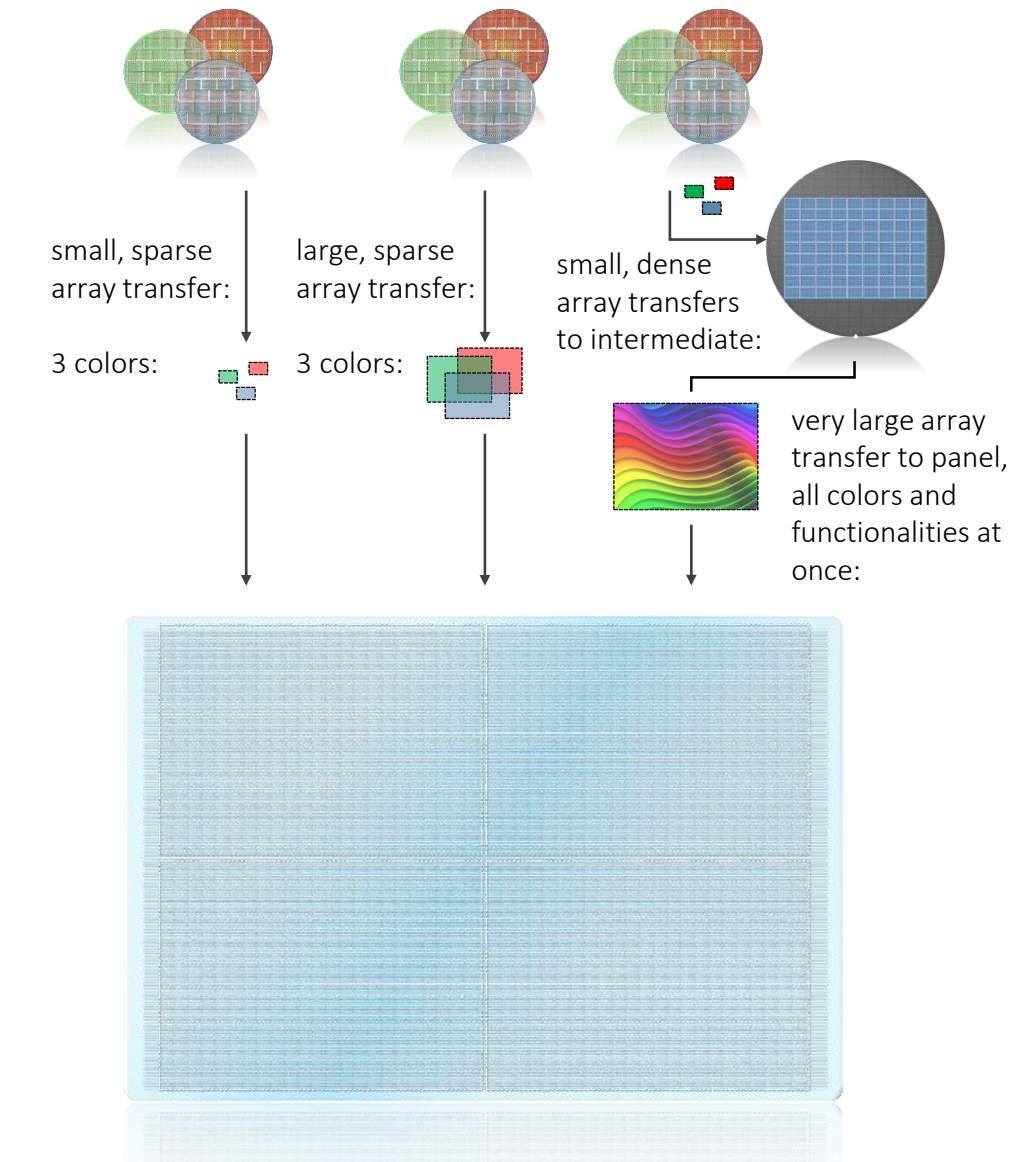 small, sparse
array transfer:
3 colors:
large, sparse
array transfer:
3 colors:
small, dense
array transfers
to intermediate:
very large array
transfer to panel,
all colors and
functionalities at
once: